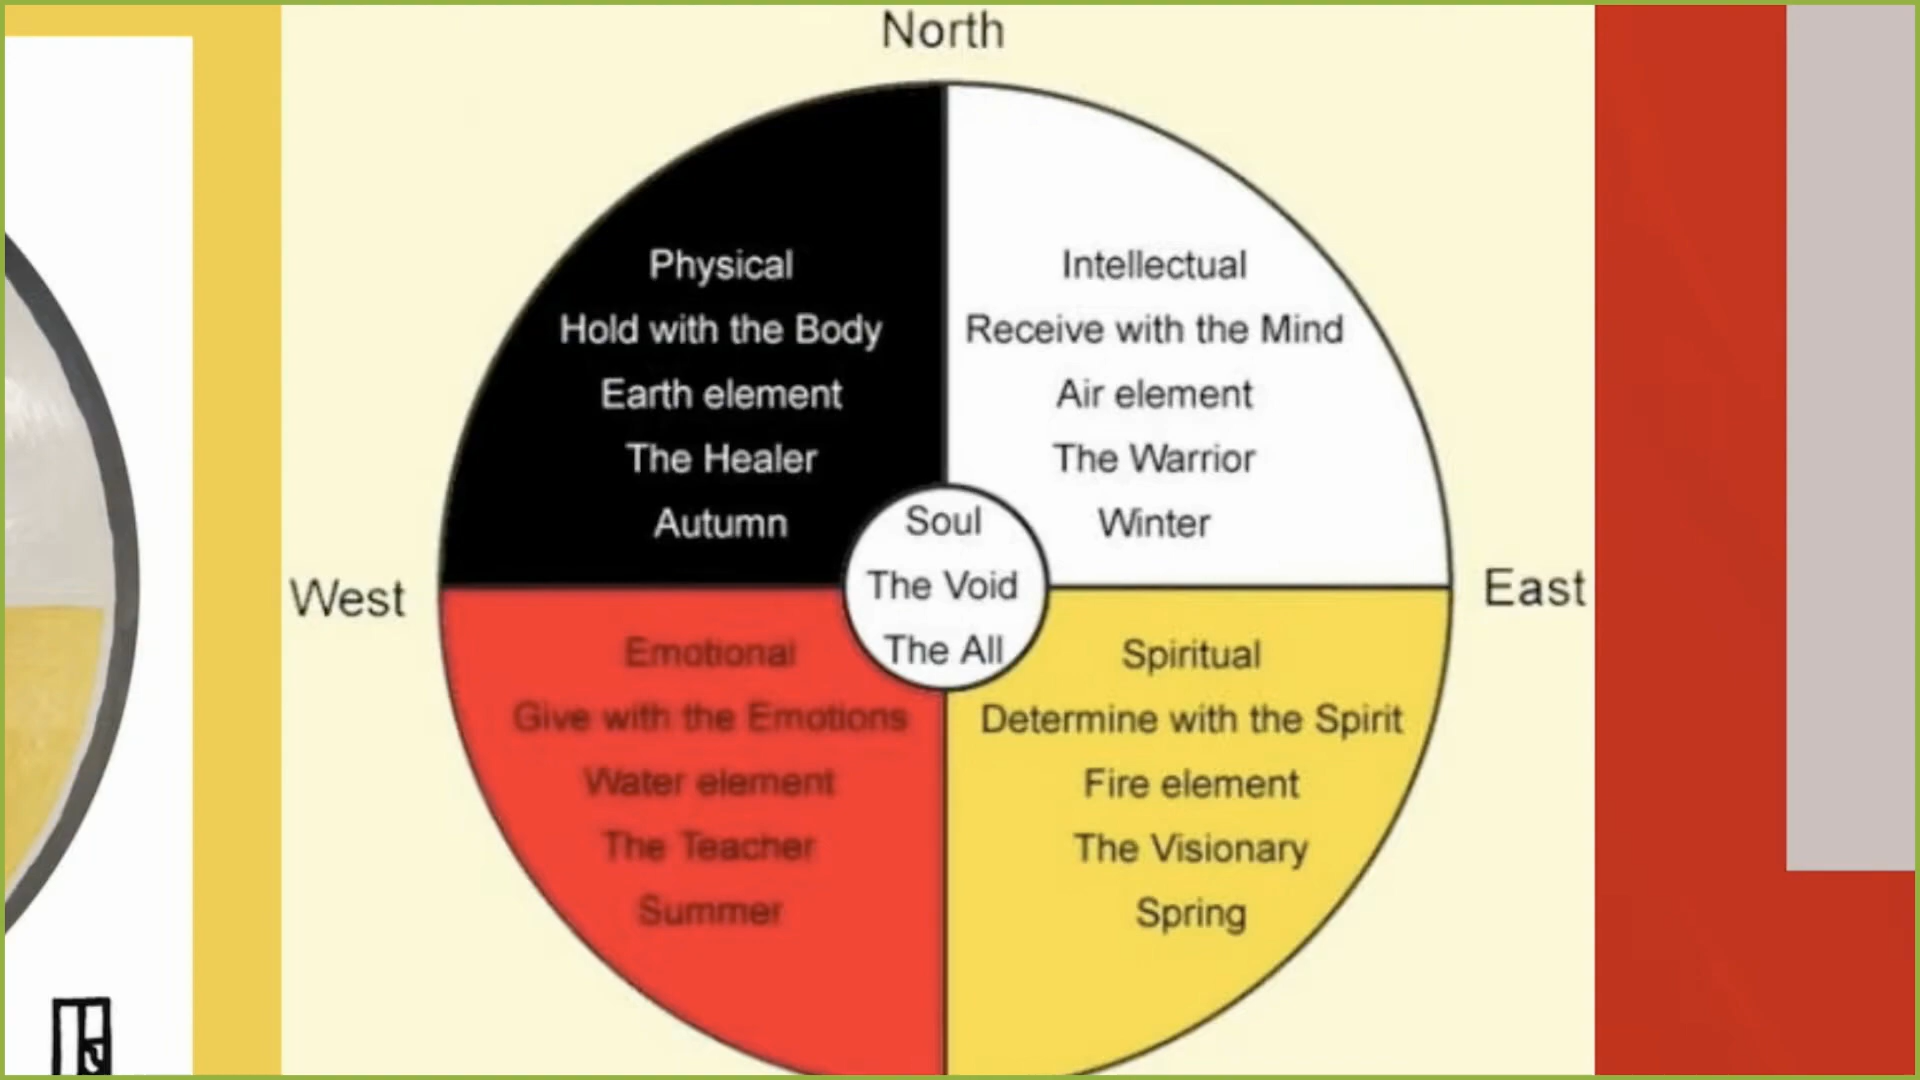 North
Physical
Hold with the Body
Earth element
The Healer
Autumn
Intellectual
Receive with the Mind
Air element
The Warrior
Winter
Soul
The Void
The All
West
East
Emotional
Give with the Emotions
Water element
The Teacher
Summer
Spiritual
Determine with the Spirit
Fire element
The Visionary
Spring